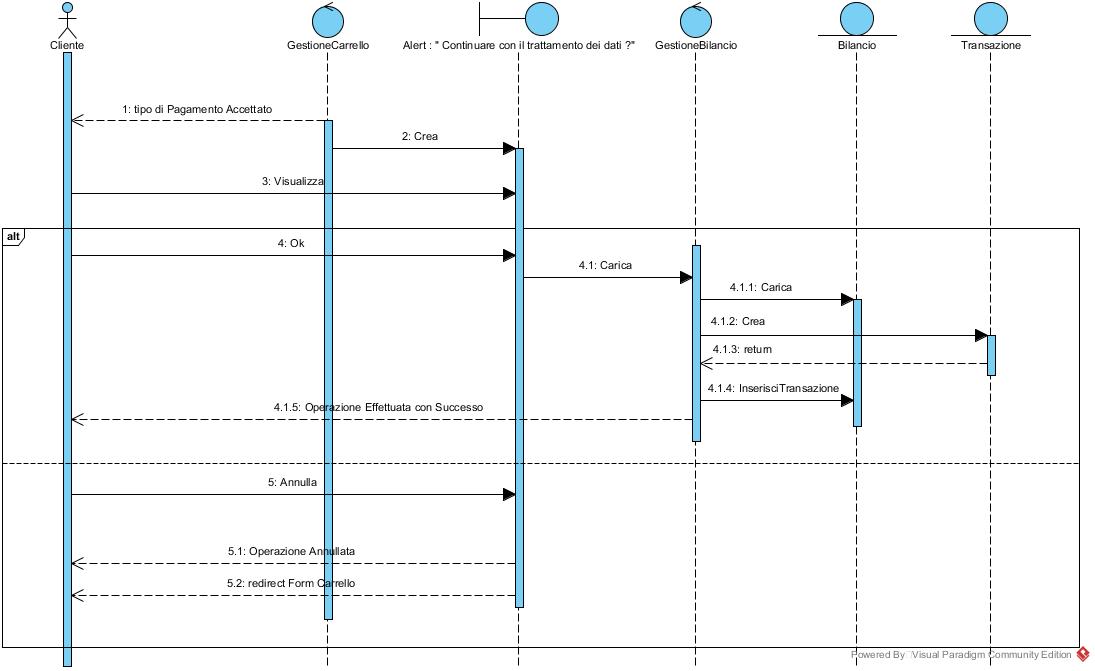 Cliente
GestioneCarrello
Alert : " Continuare con il trattamento dei dati ?"
GestioneBilancio
Bilancio
Transazione
1: tipo di Pagamento Accettato
2: Crea
3: Visualizza
alt
4: Ok
4.1: Carica
4.1.1: Carica
4.1.2: Crea
4.1.3: return
4.1.4: InserisciTransazione
4.1.5: Operazione Effettuata con Successo
5: Annulla
5.1: Operazione Annullata
5.2: redirect Form Carrello
Powered By Visual Paradigm Community Edition